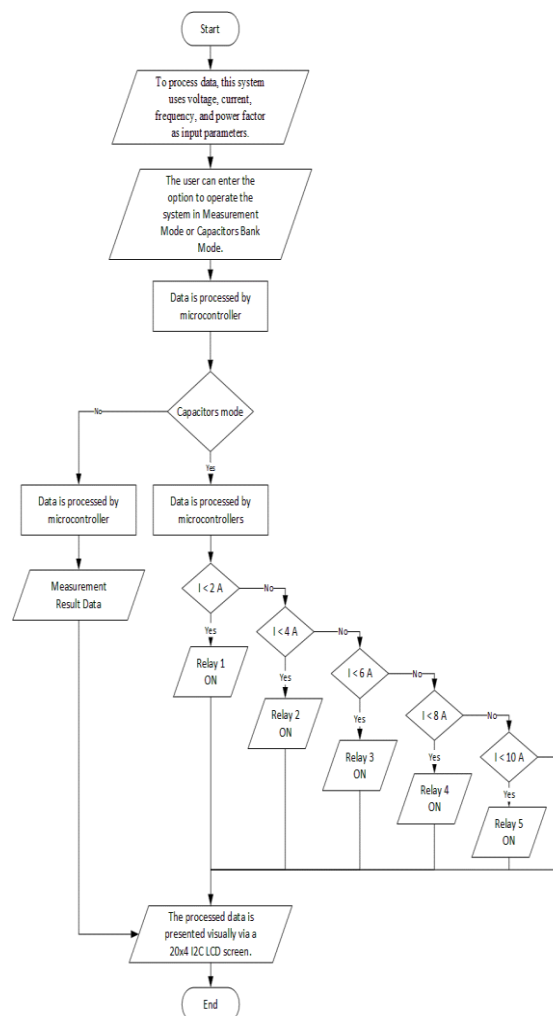 Start
To process data, this system
uses voltage, current,
frequency, and power factor
as input parameters.
The user can enter the
option to operate the
system in Measurement
Mode or Capacitors Bank
Mode.
Data is processed by
microcontroller
Capacitors mode
No
Yes
Data is processed by
microcontroller
Data is processed by
microcontrollers
Measurement
Result Data
I < 2 A
No
Yes
Relay 1
ON
I < 4 A
No
Yes
Relay 2
ON
I < 6 A
No
Yes
Relay 3
ON
I < 8 A
No
Yes
Relay 4
ON
I < 10 A
Yes
Relay 5
ON
The processed data is
presented visually via a
20x4 I2C LCD screen.
End